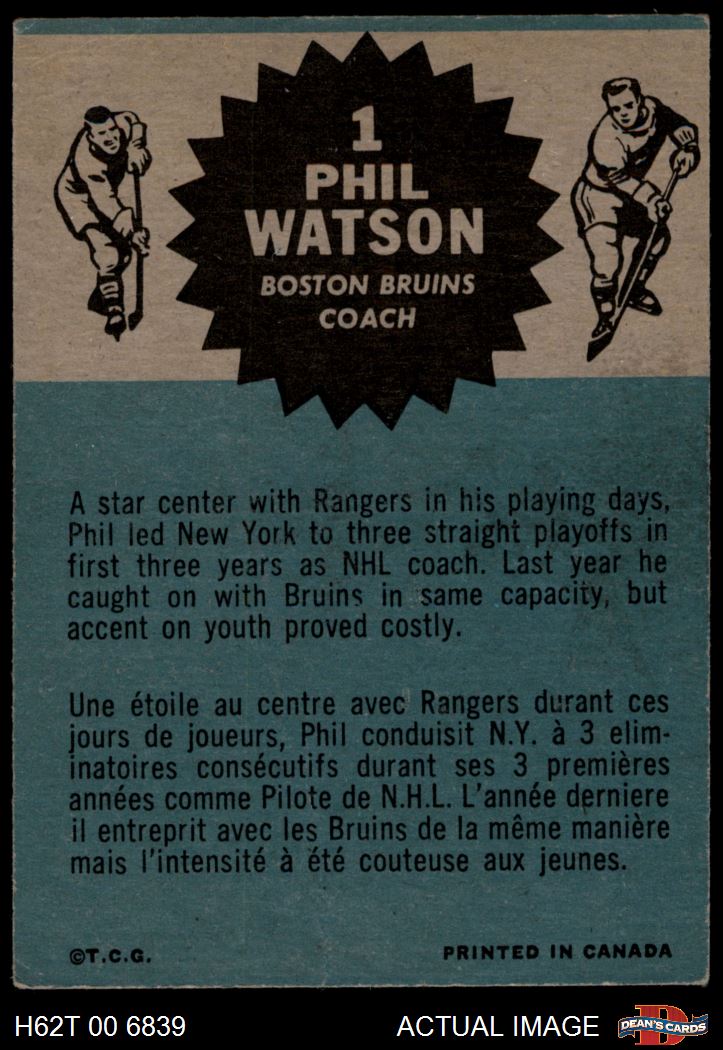 1
PHIL
WATSON
BOSTON BRUINS
COACH
A star center with Rangers in his playing days,
Phil led New York to three straight playoffs in
first three years as NHL coach. Last year he
caught on with Bruins in same capacity, but
accent on youth proved costly.
Une étoile au centre avec Rangers durant ces
jours de joueurs, Phil conduisit N.Y. à 3 elim-
inatoires consécutifs durant ses 3 premières
années comme Pilote de N.H.L. L'année derniere
il entreprit avec les Bruins de la même manière
mais l'intensité à été couteuse aux jeunes.
©T.C.G. PRINTED IN CANADA
H62T 00 6839 ACTUAL IMAGE D DEAN'S CARDS